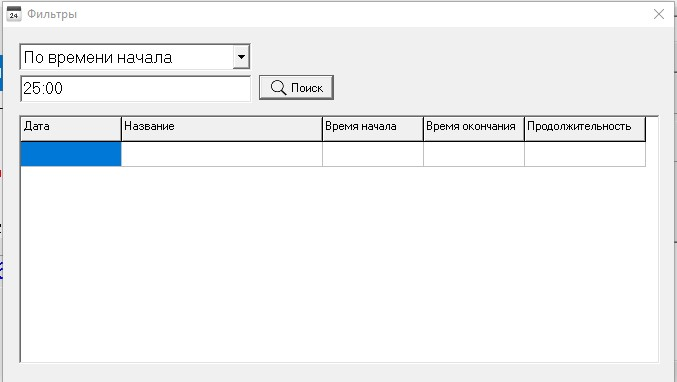 24 Фильтры
По времени начала
25:00 Поиск
Дата Название Время начала Время окончания Продолжительность